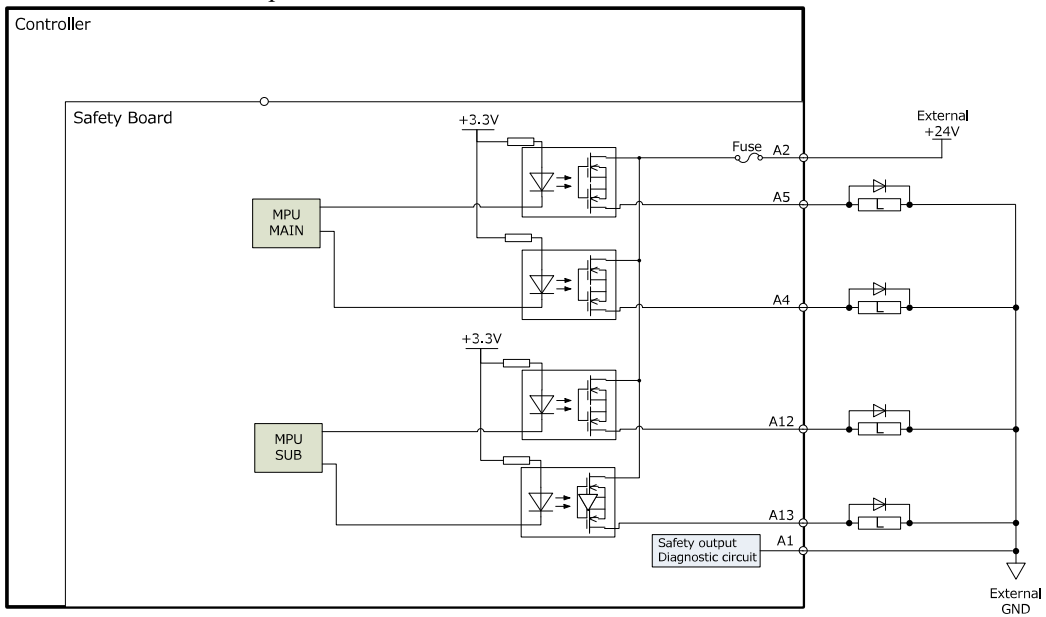 Controller
Safety Board
+3.3V
External
+24V
Fuse
A2
A5
L
MPU
MAIN
A4
L
+3.3V
A12
L
MPU
SUB
A13
L
Safety output
Diagnostic circuit
A1
External
GND